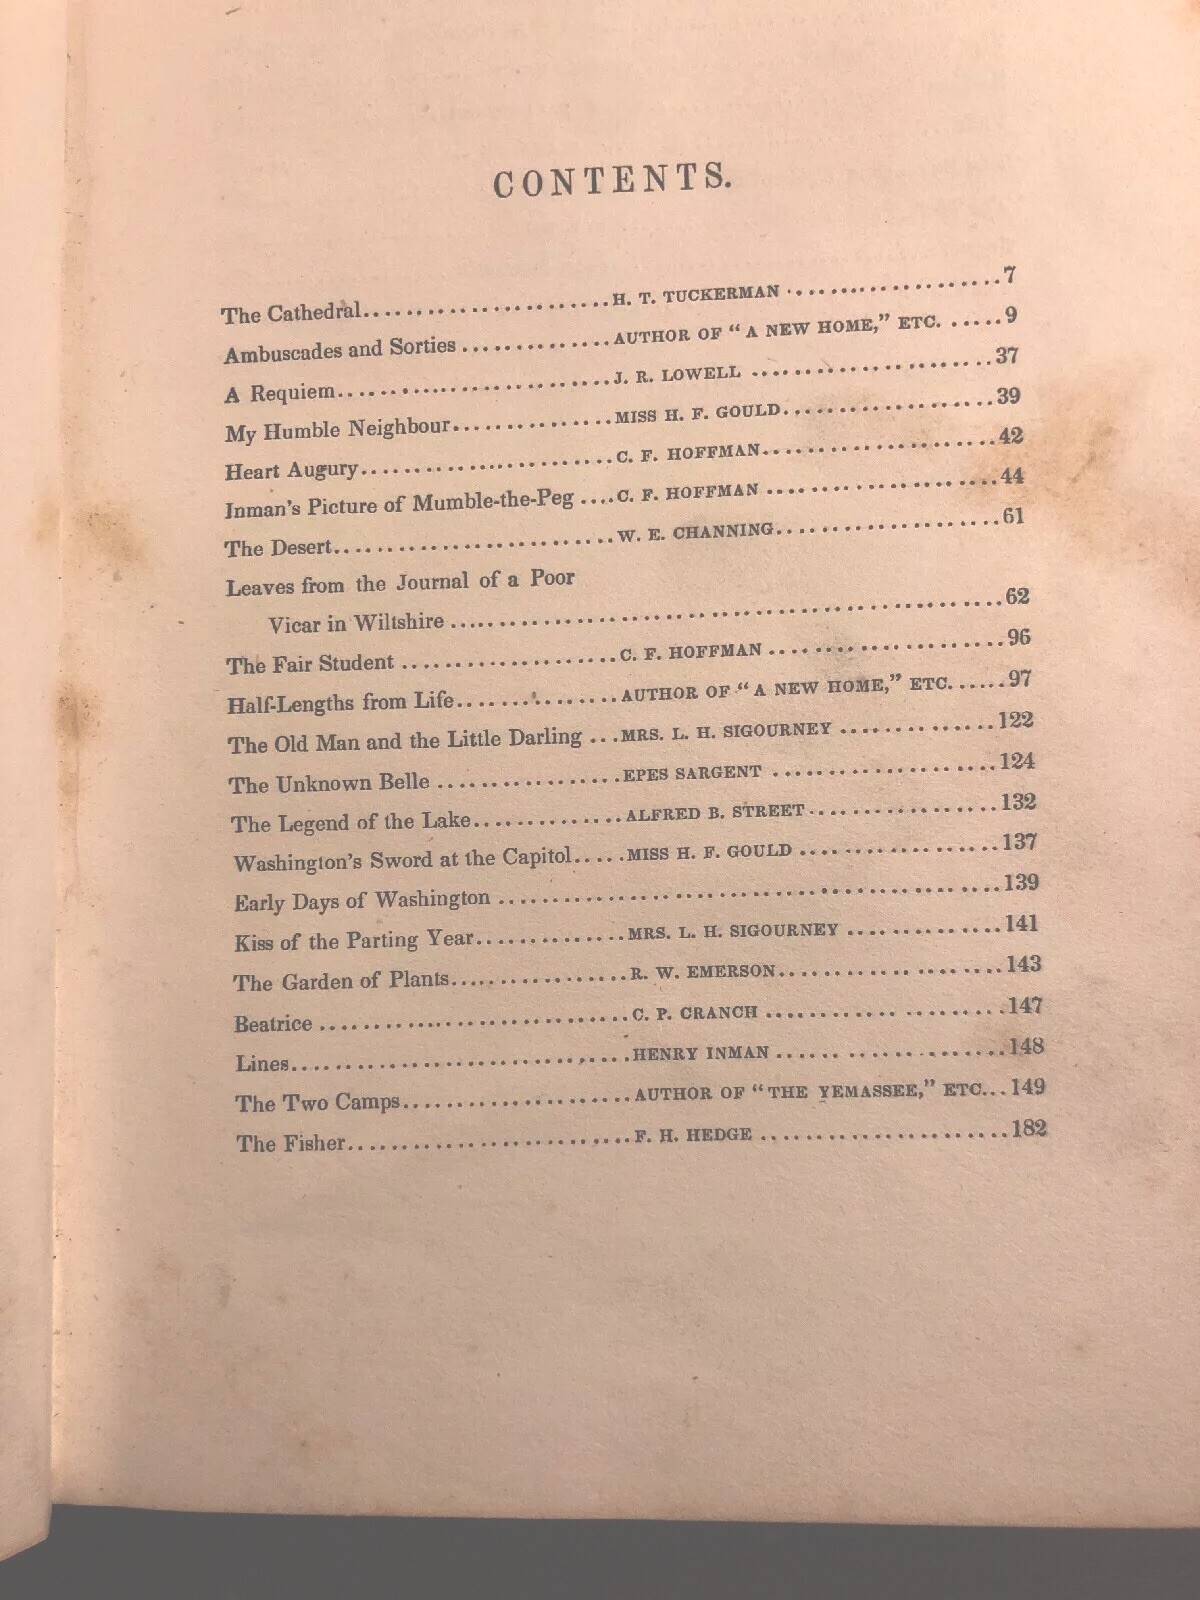 CONTENTS.
The Cathedral.......................H. T. TUCKERMAN....................7
Ambuscades and Sorties..............AUTHOR OF "A NEW HOME," ETC. .....9
A Requiem.........................J. R. LOWELL....................37
My Humble Neighbour...............MISS H. F. GOULD..................39
Heart Augury.......................C. F. HOFFMAN....................42
Inman's Picture of Mumble-the-Peg ....C. F. HOFFMAN....................44
The Desert.........................W. E. CHANNING...................61
Leaves from the Journal of a Poor
Vicar in Wiltshire..........................................62
The Fair Student..................C. F. HOFFMAN....................96
Half-Lengths from Life..............AUTHOR OF "A NEW HOME," ETC......97
The Old Man and the Little Darling ...MRS. L. H. SIGOURNEY..............122
The Unknown Belle................EPES SARGENT...................124
The Legend of the Lake..............ALFRED B. STREET................132
Washington's Sword at the Capitol.....MISS H. F. GOULD.................137
Early Days of Washington......................................139
Kiss of the Parting Year..............MRS. L. H. SIGOURNEY.............141
The Garden of Plants................R. W. EMERSON...................143
Beatrice..........................C. P. CRANCH....................147
Lines.............................HENRY INMAN...................148
The Two Camps.....................AUTHOR OF "THE YEMASSEE," ETC...149
The Fisher.........................F. H. HEDGE.....................182